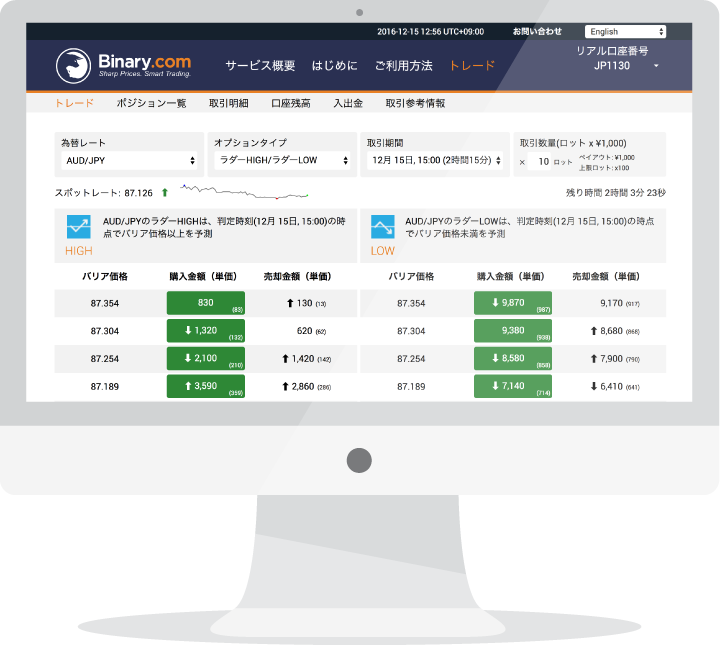 2016-12-15 12:56 UTC+09:00 お問い合わせ English
Binary.com
Sharp Prices. Smart Trading.
サービス概要 はじめに ご利用方法 トレード
リアル口座番号
JP1130
トレード ポジション一覧 取引明細 口座残高 入出金 取引参考情報
為替レート
AUD/JPY
オプションタイプ
ラダーHIGH/ラダーLOW
取引期間
12月 15日, 15:00 (2時間15分)
取引数量(ロット x ¥1,000)
× 10 ロット
ペイアウト: ¥1,000
上限ロット: x100
スポットレート: 87.126
残り時間 2時間 3分 23秒
HIGH
AUD/JPYのラダーHIGHは、判定時刻(12月 15日, 15:00)の時
点でバリア価格以上を予測
LOW
AUD/JPYのラダーLOWは、判定時刻(12月 15日, 15:00)の時点
でバリア価格未満を予測
バリア価格 購入金額（単価） 売却金額（単価） バリア価格 購入金額（単価） 売却金額（単価）
87.354 830 (83) 130 (13) 87.354 9,870 (987) 9,170 (917)
87.304 1,320 (132) 620 (62) 87.304 9,380 (938) 8,680 (868)
87.254 2,100 (210) 1,420 (142) 87.254 8,580 (858) 7,900 (790)
87.189 3,590 (359) 2,860 (286) 87.189 7,140 (714) 6,410 (641)